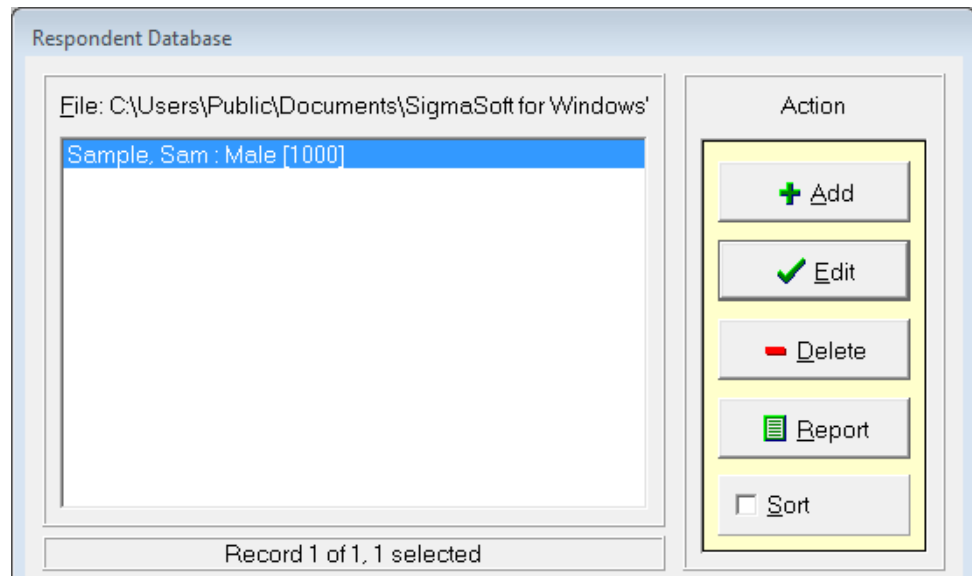 Respondent Database
File: C:\Users\Public\Documents\SigmaSoft for Windows'
Sample, Sam : Male [1000]
Record 1 of 1, 1 selected
Action
Add
Edit
Delete
Report
Sort